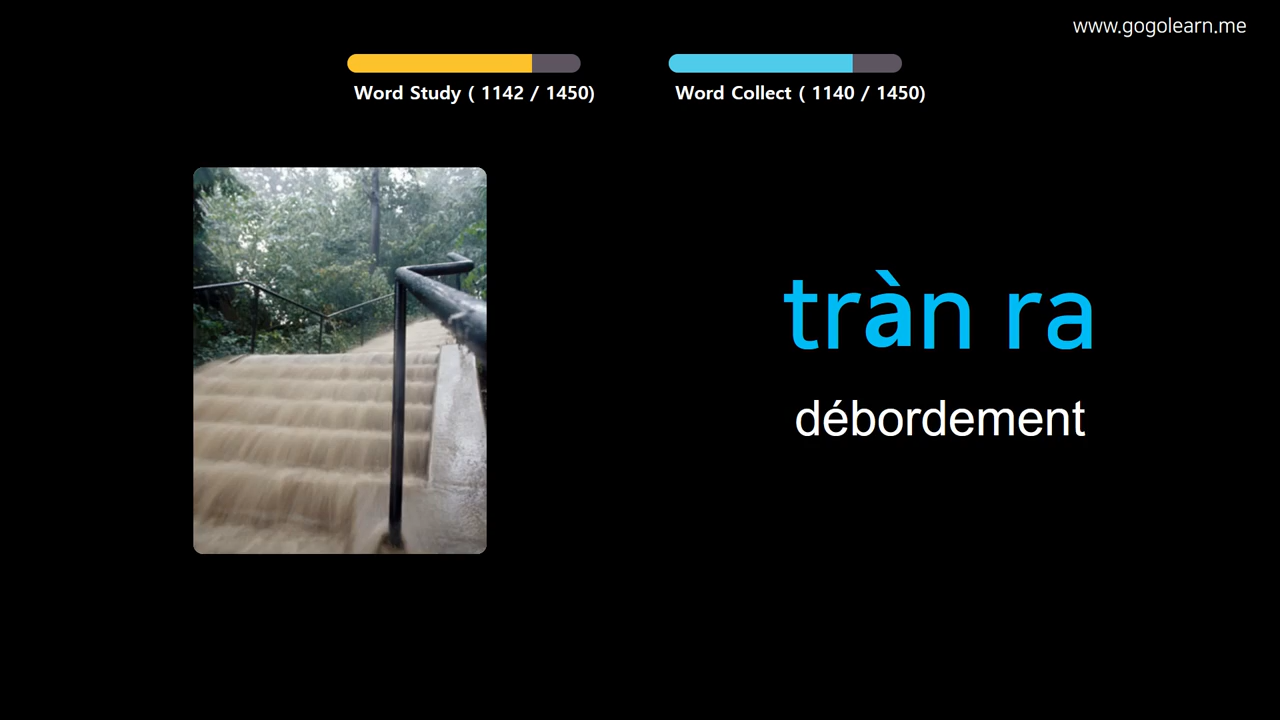 www.gogolearn.me
Word Study ( 1142 / 1450)
Word Collect ( 1140 / 1450)
tràn ra
débordement